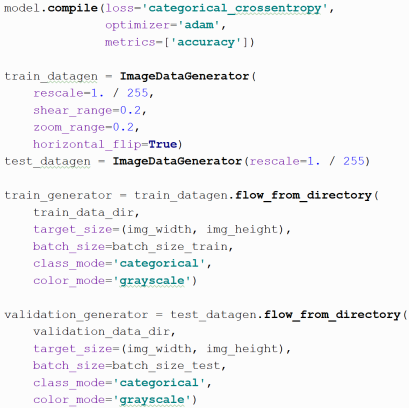 model.compile(loss='categorical_crossentropy',
optimizer='adam',
metrics=['accuracy'])
train_datagen = ImageDataGenerator(
rescale=1. / 255,
shear_range=0.2,
zoom_range=0.2,
horizontal_flip=True)
test_datagen = ImageDataGenerator(rescale=1. / 255)
train_generator = train_datagen.flow_from_directory(
train_data_dir,
target_size=(img_width, img_height),
batch_size=batch_size_train,
class_mode='categorical',
color_mode='grayscale')
validation_generator = test_datagen.flow_from_directory(
validation_data_dir,
target_size=(img_width, img_height),
batch_size=batch_size_test,
class_mode='categorical',
color_mode='grayscale')